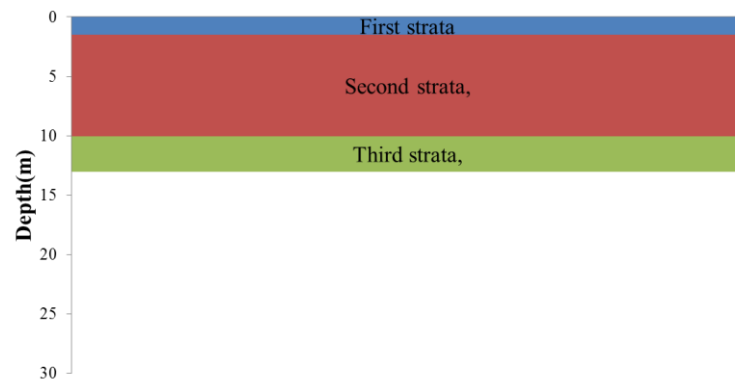 0
First strata
5
Second strata,
10
Third strata,
15
20
25
30
Depth(m)